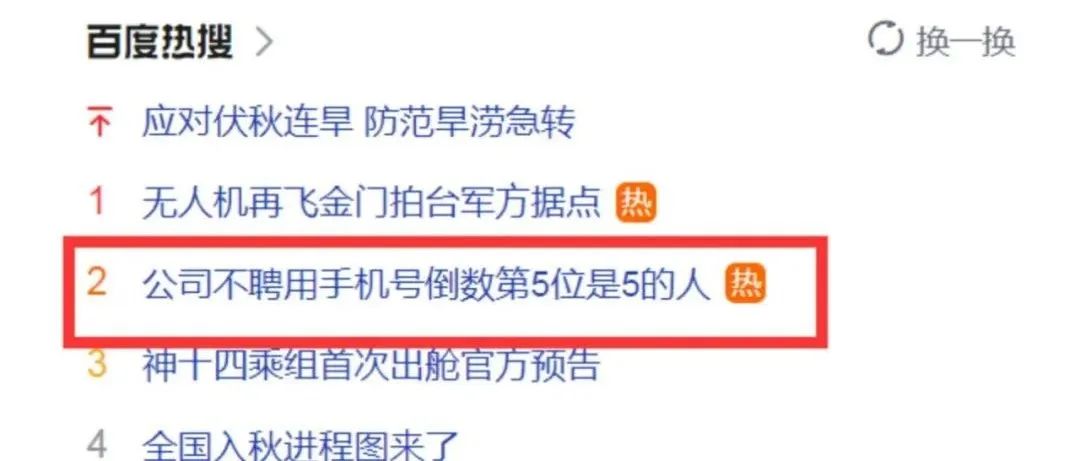 百度热搜 >
换一换
应对伏秋连旱 防范旱涝急转
1 无人机再飞金门拍台军方据点 热
2 公司不聘用手机号倒数第5位是5的人 热
3 神十四乘组首次出舱官方预告
4 全国入秋进程图来了